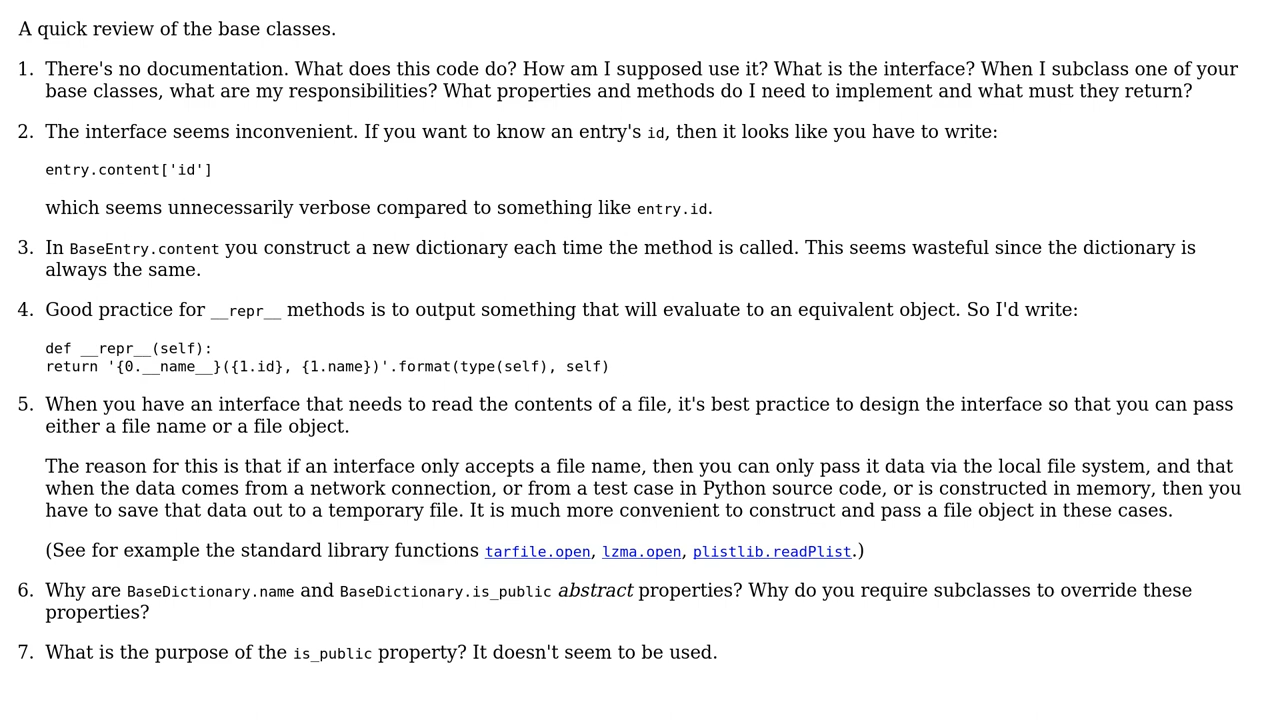 A quick review of the base classes.
1. There's no documentation. What does this code do? How am I supposed use it? What is the interface? When I subclass one of your
base classes, what are my responsibilities? What properties and methods do I need to implement and what must they return?
2. The interface seems inconvenient. If you want to know an entry's id, then it looks like you have to write:
entry.content['id']
which seems unnecessarily verbose compared to something like entry.id.
3. In BaseEntry.content you construct a new dictionary each time the method is called. This seems wasteful since the dictionary is
always the same.
4. Good practice for __repr__ methods is to output something that will evaluate to an equivalent object. So I'd write:
def __repr__(self):
return '{0.__name__}({1.id}, {1.name})'.format(type(self), self)
5. When you have an interface that needs to read the contents of a file, it's best practice to design the interface so that you can pass
either a file name or a file object.
The reason for this is that if an interface only accepts a file name, then you can only pass it data via the local file system, and that
when the data comes from a network connection, or from a test case in Python source code, or is constructed in memory, then you
have to save that data out to a temporary file. It is much more convenient to construct and pass a file object in these cases.
(See for example the standard library functions tarfile.open, lzma.open, plistlib.readPlist.)
6. Why are BaseDictionary.name and BaseDictionary.is_public abstract properties? Why do you require subclasses to override these
properties?
7. What is the purpose of the is_public property? It doesn't seem to be used.